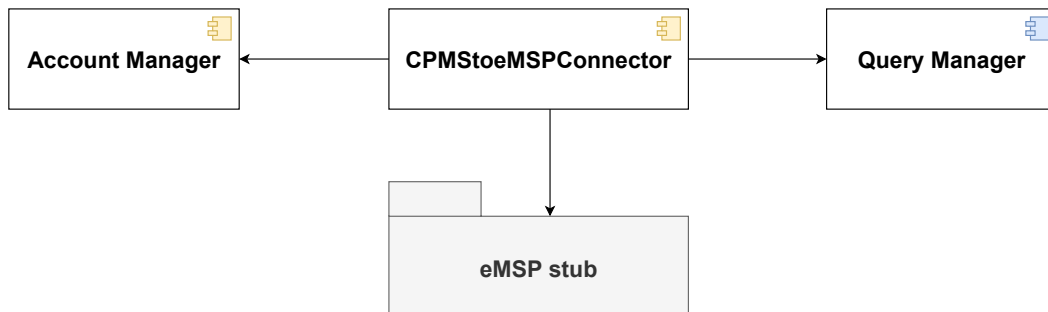 Account Manager
CPMStoeMSPConnector
Query Manager
eMSP stub